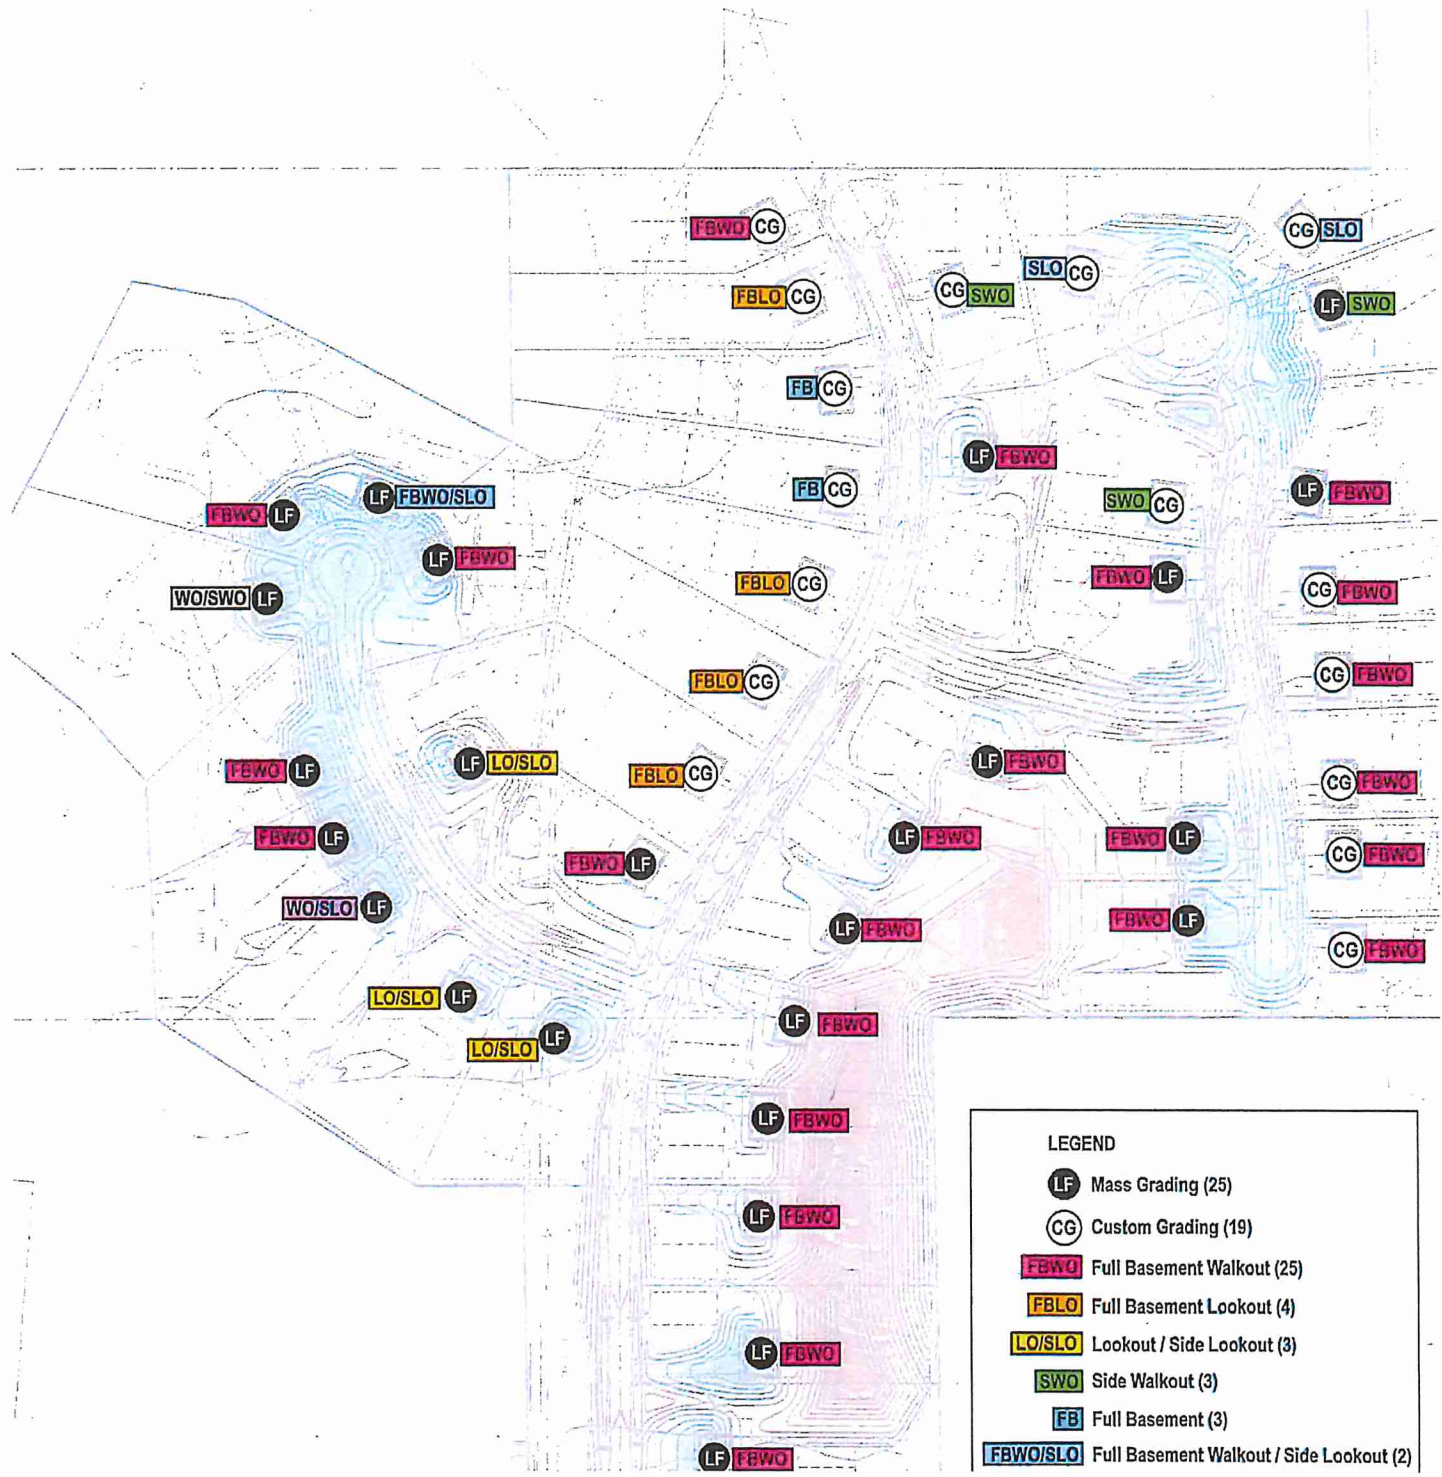 FBWO CG
CG SLO
SLO CG
FBLO CG
CG SWO
LF SWO
FB CG
LF FBWO
FB CG
SWO CG
LF FBWO
LF FBWO/SLO
FBWO LF
LF FBWO
FBLO CG
FBWO LF
CG FBWO
WO/SWO LF
FBLO CG
CG FBWO
FBWO LF
LF LO/SLO
FBLO CG
LF FBWO
CG FBWO
FBWO LF
FBWO LF
LF FBWO
FBWO LF
CG FBWO
WO/SLO LF
LF FBWO
FBWO LF
CG FBWO
LO/SLO LF
LF FBWO
LO/SLO LF
LF FBWO
LF FBWO
LF FBWO
LF FBWO
LEGEND
LF Mass Grading (25)
CG Custom Grading (19)
FBWO Full Basement Walkout (25)
FBLO Full Basement Lookout (4)
LO/SLO Lookout / Side Lookout (3)
SWO Side Walkout (3)
FB Full Basement (3)
FBWO/SLO Full Basement Walkout / Side Lookout (2)